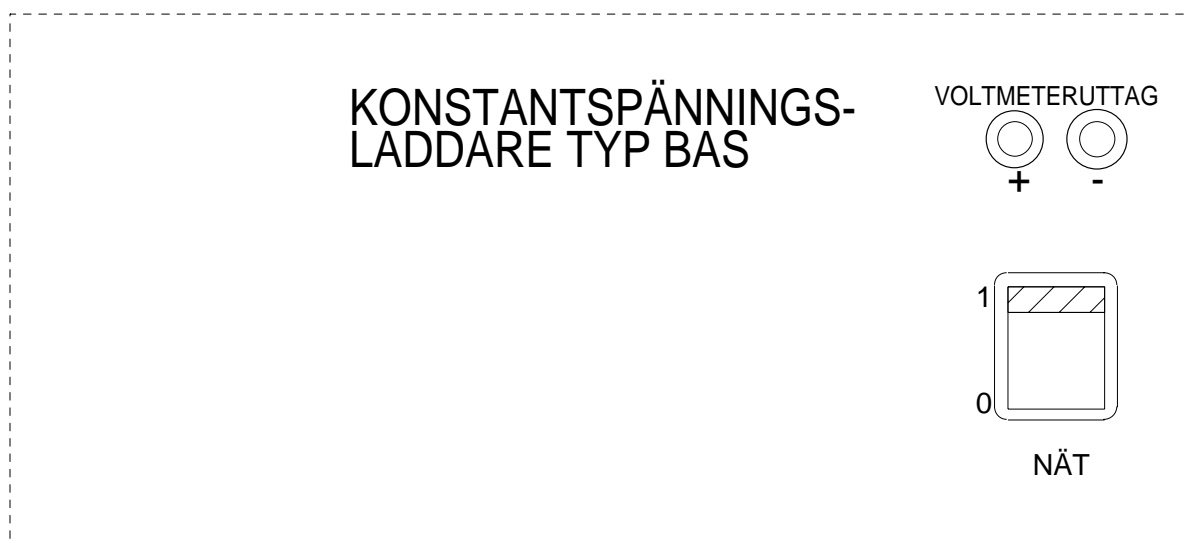 KONSTANTSPÄNNINGS-
LADDARE TYP BAS
VOLTMETERUTTAG
+ -
1
0
NÄT